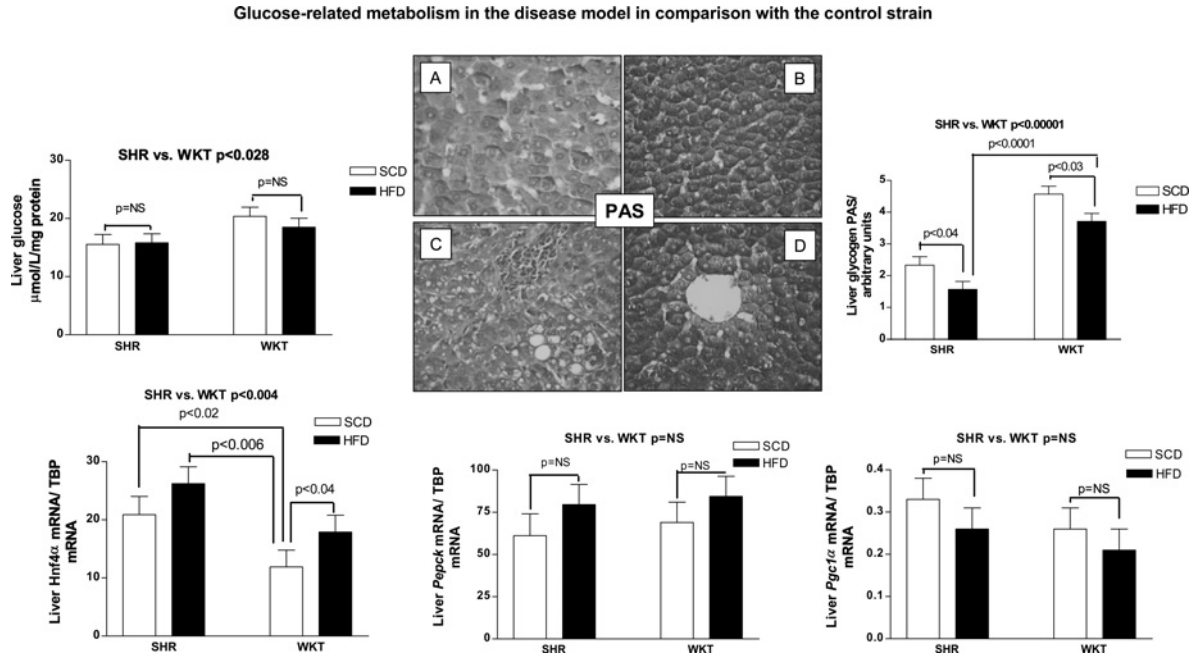 Glucose-related metabolism in the disease model in comparison with the control strain
SHR vs. WKT p<0.028
SCD
HFD
p=NS
p=NS
30
20
10
0
Liver glucose
μmol/L/mg protein
SHR
WKT
A
B
PAS
C
D
SHR vs. WKT p<0.00001
p<0.0001
SCD
HFD
p<0.03
p<0.04
5
4
3
2
1
0
Liver glycogen PAS/
arbitrary units
SHR
WKT
SHR vs. WKT p<0.004
SCD
HFD
p<0.02
p<0.006
p<0.04
30
20
10
0
Liver Hnf4α mRNA/ TBP
mRNA
SHR
WKT
SHR vs. WKT p=NS
SCD
HFD
p=NS
p=NS
100
75
50
25
0
Liver Pepck mRNA/ TBP
mRNA
SHR
WKT
SHR vs. WKT p=NS
SCD
HFD
p=NS
p=NS
0.4
0.3
0.2
0.1
0.0
Liver Pgc1α mRNA/ TBP
mRNA
SHR
WKT